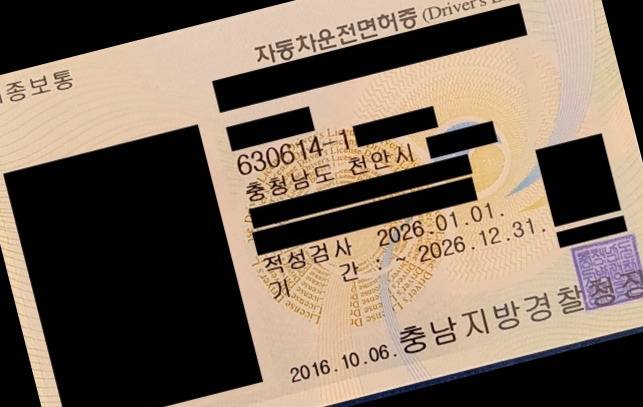 자동차운전면허증 (Driver's
종보통
630614-1
충청남도 천안시
적성검사 2026.01.01.
기 간 : ~ 2026.12.31.
2016.10.06. 충남지방경찰청장